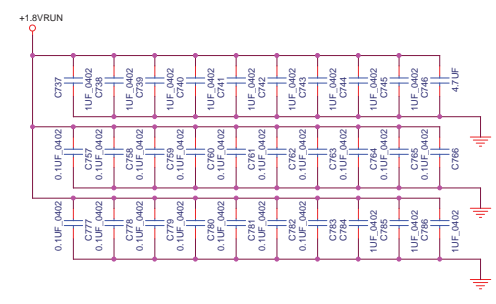 +1.8VRUN
C737
1UF_0402
C738
1UF_0402
C739
1UF_0402
C740
1UF_0402
C741
1UF_0402
C742
1UF_0402
C743
1UF_0402
C744
1UF_0402
C745
1UF_0402
C746
4.7UF
0.1UF_0402
C757
0.1UF_0402
C758
0.1UF_0402
C759
0.1UF_0402
C760
0.1UF_0402
C761
0.1UF_0402
C762
0.1UF_0402
C763
0.1UF_0402
C764
0.1UF_0402
C765
0.1UF_0402
C766
0.1UF_0402
C777
0.1UF_0402
C778
0.1UF_0402
C779
0.1UF_0402
C780
0.1UF_0402
C781
0.1UF_0402
C782
0.1UF_0402
C783
C784
1UF_0402
C785
1UF_0402
C786
1UF_0402